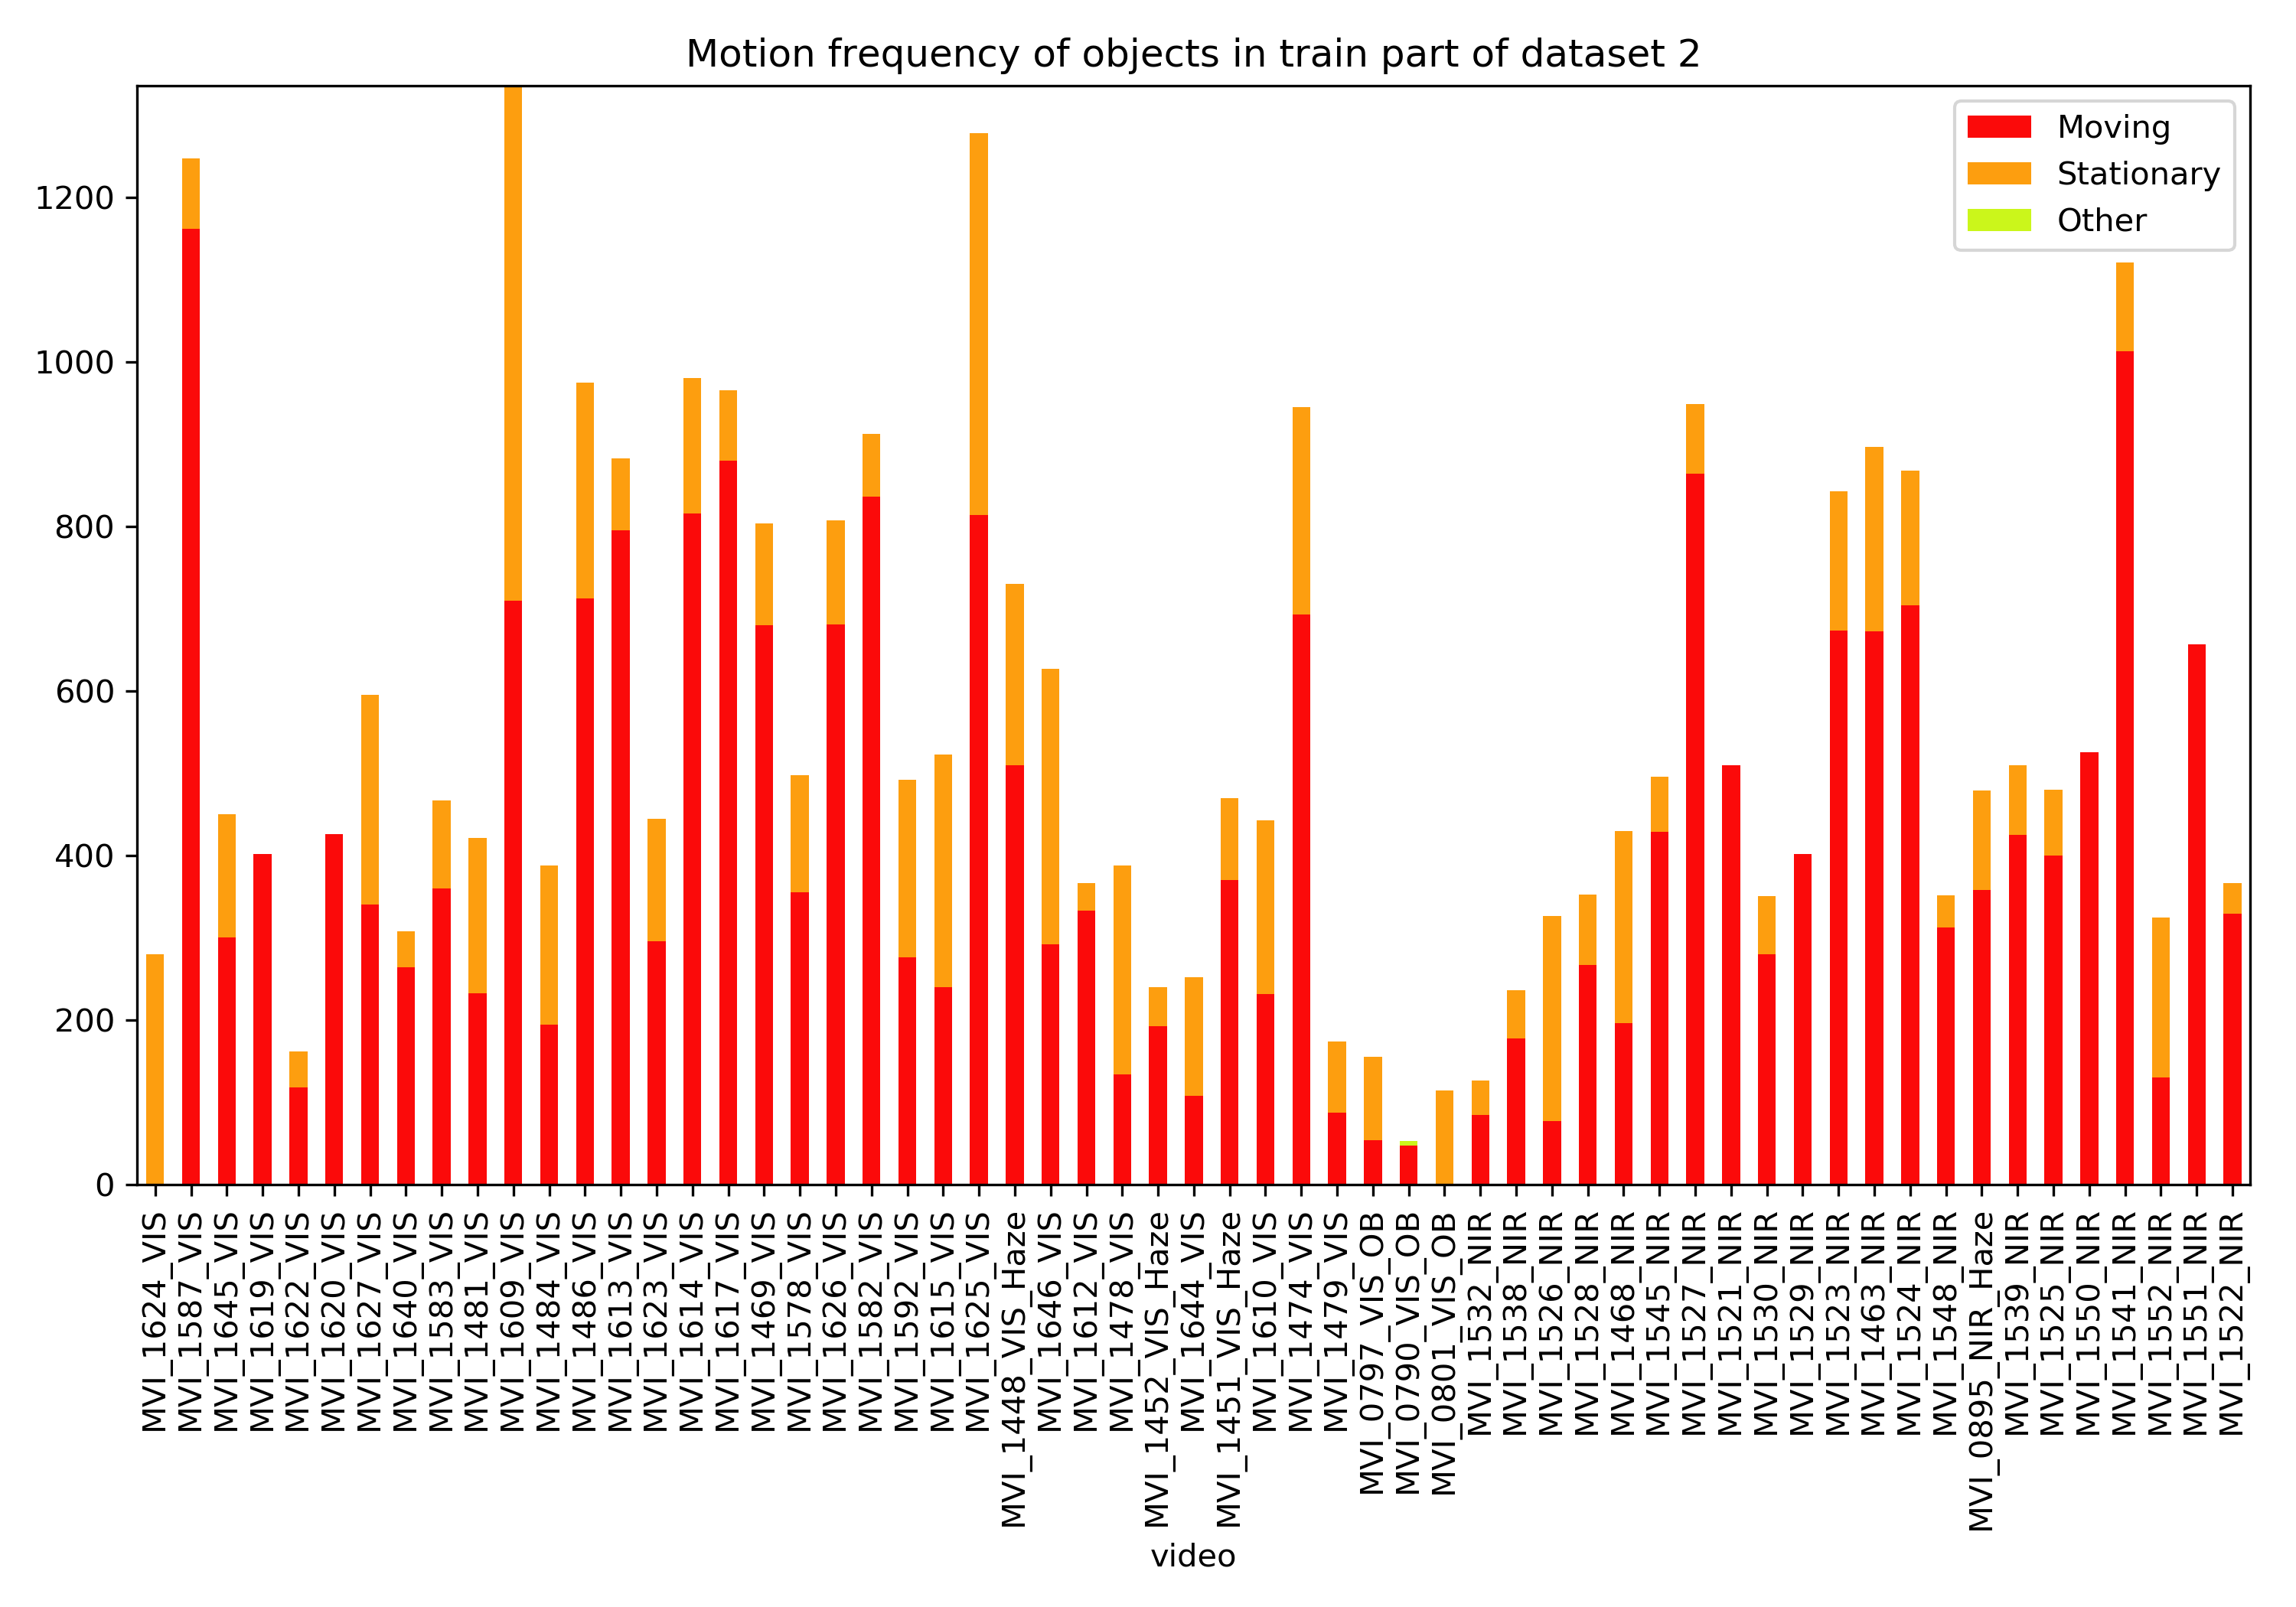 Motion frequency of objects in train part of dataset 2
Moving
Stationary
Other
1200
1000
800
600
400
200
0
MVI_1624_VIS
MVI_1587_VIS
MVI_1645_VIS
MVI_1619_VIS
MVI_1622_VIS
MVI_1620_VIS
MVI_1627_VIS
MVI_1640_VIS
MVI_1583_VIS
MVI_1481_VIS
MVI_1609_VIS
MVI_1484_VIS
MVI_1486_VIS
MVI_1613_VIS
MVI_1623_VIS
MVI_1614_VIS
MVI_1617_VIS
MVI_1469_VIS
MVI_1578_VIS
MVI_1626_VIS
MVI_1582_VIS
MVI_1592_VIS
MVI_1615_VIS
MVI_1625_VIS
MVI_1448_VIS_Haze
MVI_1646_VIS
MVI_1612_VIS
MVI_1478_VIS
MVI_1452_VIS_Haze
MVI_1644_VIS
MVI_1451_VIS_Haze
MVI_1610_VIS
MVI_1474_VIS
MVI_1479_VIS
MVI_0797_VIS_OB
MVI_0790_VIS_OB
MVI_0801_VIS_OB
MVI_1532_NIR
MVI_1538_NIR
MVI_1526_NIR
MVI_1528_NIR
MVI_1468_NIR
MVI_1545_NIR
MVI_1527_NIR
MVI_1521_NIR
MVI_1530_NIR
MVI_1529_NIR
MVI_1523_NIR
MVI_1463_NIR
MVI_1524_NIR
MVI_1548_NIR
MVI_0895_NIR_Haze
MVI_1539_NIR
MVI_1525_NIR
MVI_1550_NIR
MVI_1541_NIR
MVI_1552_NIR
MVI_1551_NIR
MVI_1522_NIR
video